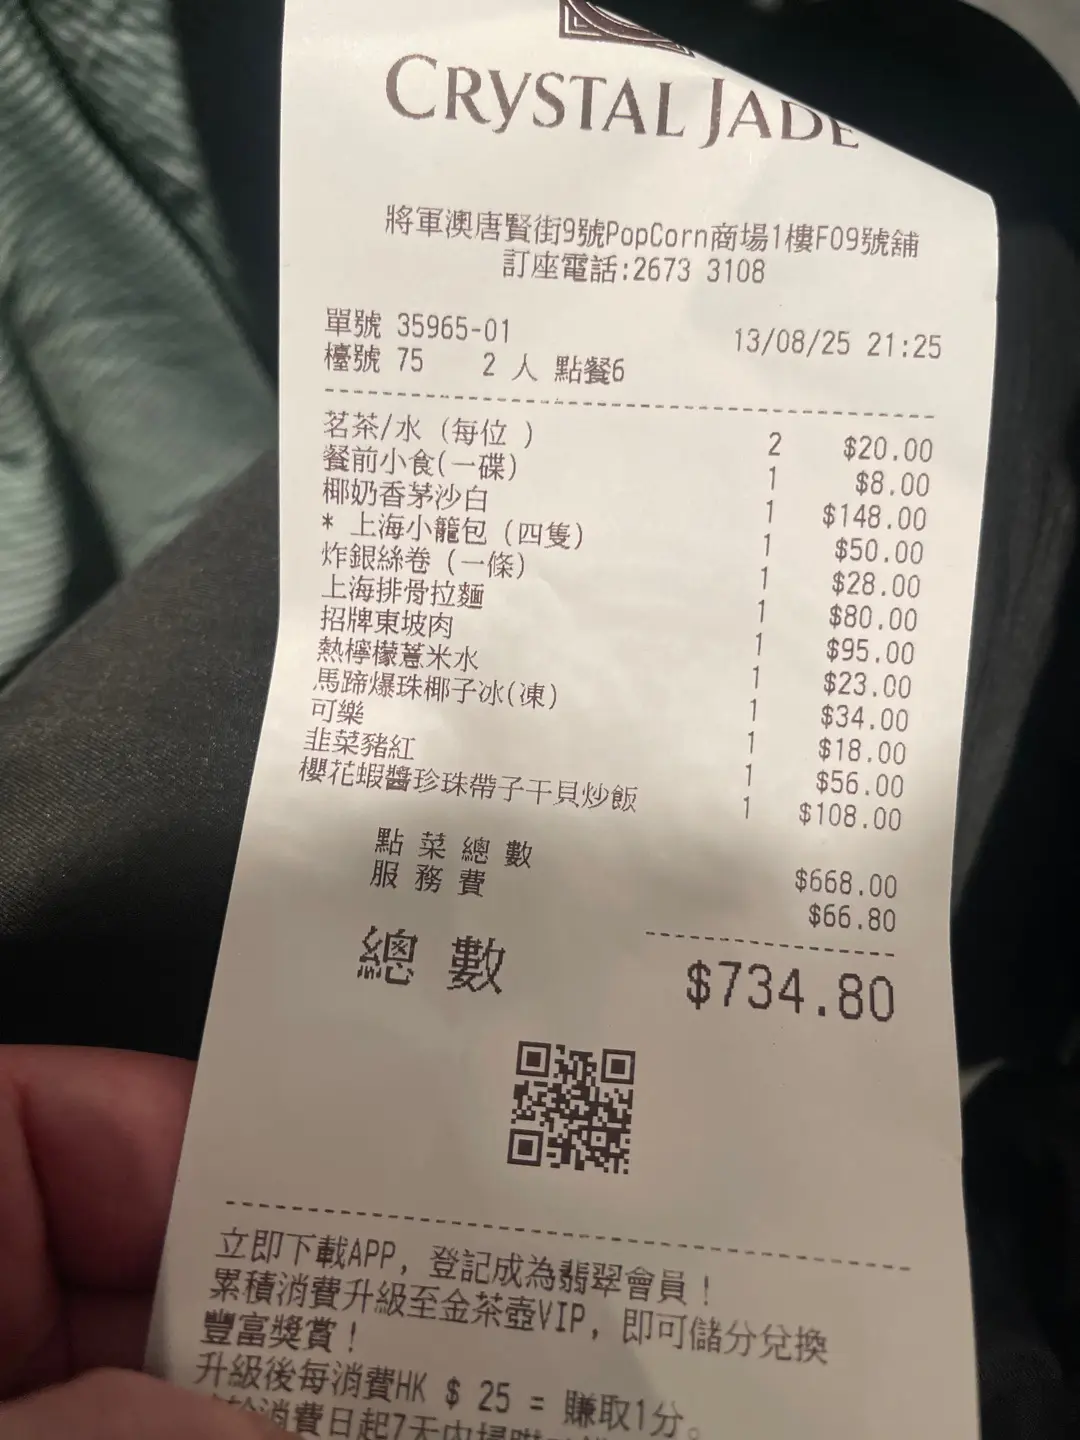 CRYSTAL JADE
將軍澳唐賢街9號PopCorn商場1樓F09號舖
訂座電話:2673 3108
單號 35965-01 13/08/25 21:25
檯號 75 2 人 點餐6
茗茶/水 (每位 ) 2 $20.00
餐前小食(一碟) 1 $8.00
椰奶香茅沙白 1 $148.00
* 上海小籠包 (四隻) 1 $50.00
炸銀絲卷 (一條) 1 $28.00
上海排骨拉麵 1 $80.00
招牌東坡肉 1 $95.00
熱檸檬薏米水 1 $23.00
馬蹄爆珠椰子冰(凍) 1 $34.00
可樂 1 $18.00
韭菜豬紅 1 $56.00
櫻花蝦醬珍珠帶子干貝炒飯 1 $108.00
點 菜 總 數 $668.00
服 務 費 $66.80
總 數 $734.80
立即下載APP, 登記成為翡翠會員!
累積消費升級至金茶壺VIP, 即可儲分兌換
豐富獎賞!
升級後每消費HK $ 25 = 賺取1分。
消費日起7天內掃